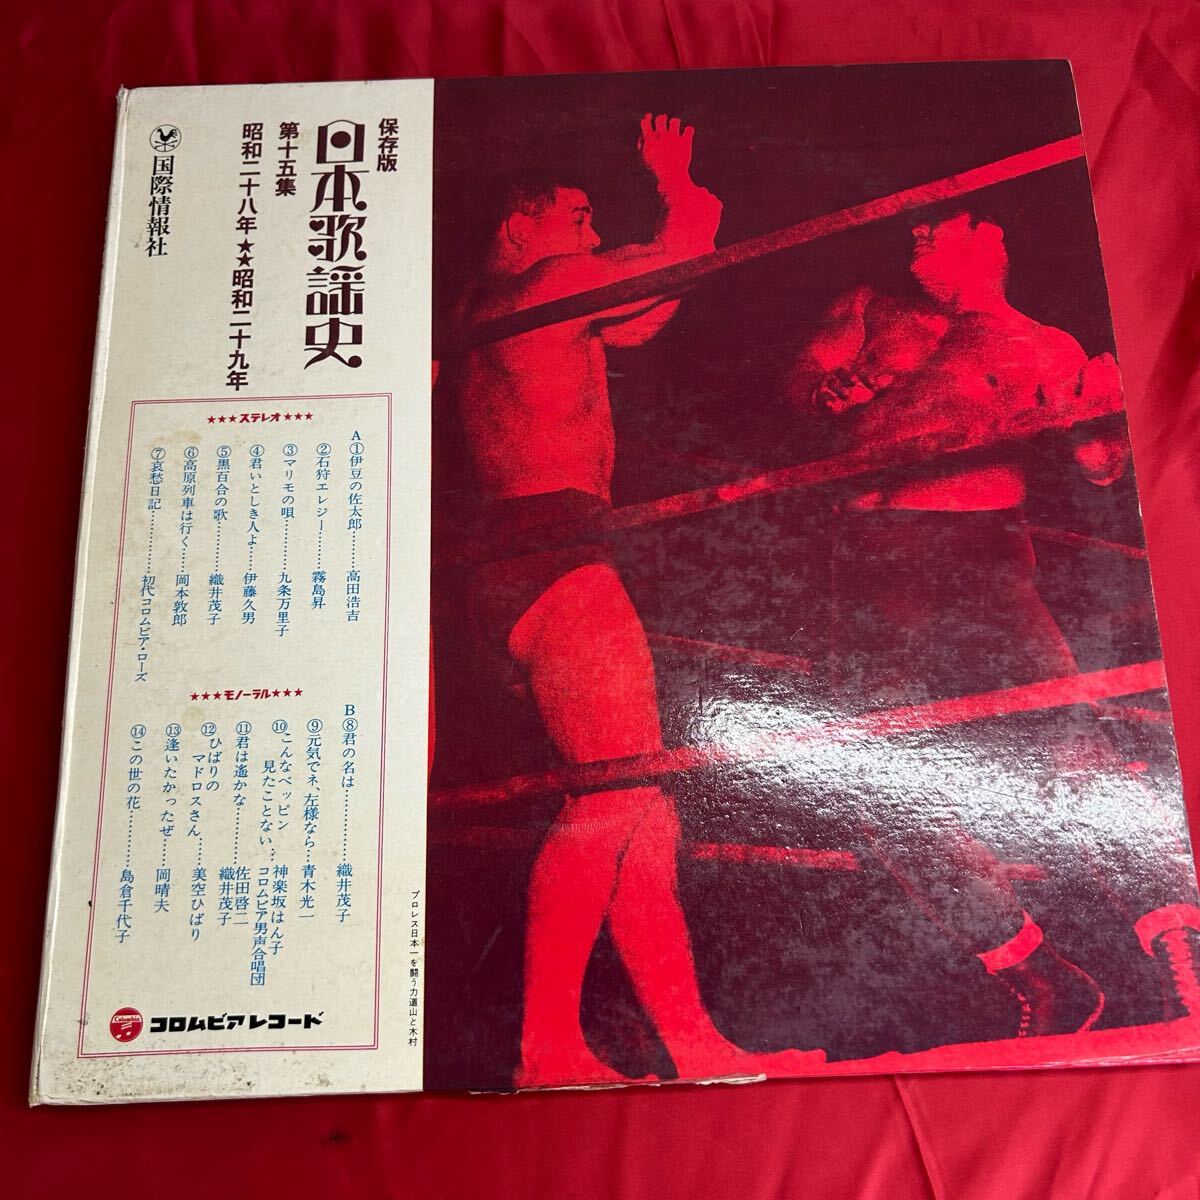 保存版
日本歌謡史
第十五集
昭和二十八年★★昭和二十九年
国際情報社
★★★ステレオ★★★
A①伊豆の佐太郎………高田浩吉
②石狩エレジー………霧島昇
③マリモの唄…………九条万里子
④君いとしき人よ……伊藤久男
⑤黒百合の歌…………織井茂子
⑥高原列車は行く……岡本敦郎
⑦哀愁日記……………初代コロムビア・ローズ
★★★モノーラル★★★
B⑧君の名は……………織井茂子
⑨元気でネ、左様なら…青木光一
⑩こんなベッピン
見たことない…神楽坂はん子
コロムビア男声合唱団
⑪君は遙かな…………佐田啓二
織井茂子
⑫ひばりの
マドロスさん……美空ひばり
⑬逢いたかったぜ……岡晴夫
⑭この世の花…………島倉千代子
Columbia
コロムビアレコード
プロレス日本一を闘う力道山と木村